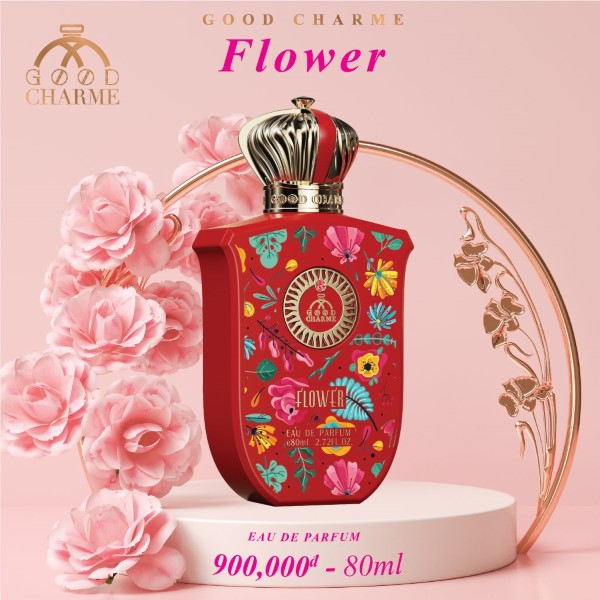 GOOD CHARME
Flower
GOOD
CHARME
GOOD CHARME
GOOD
CHARME
FLOWER
EAU DE PARFUM
e80ml 2.72FL.OZ
EAU DE PARFUM
900,000đ - 80ml